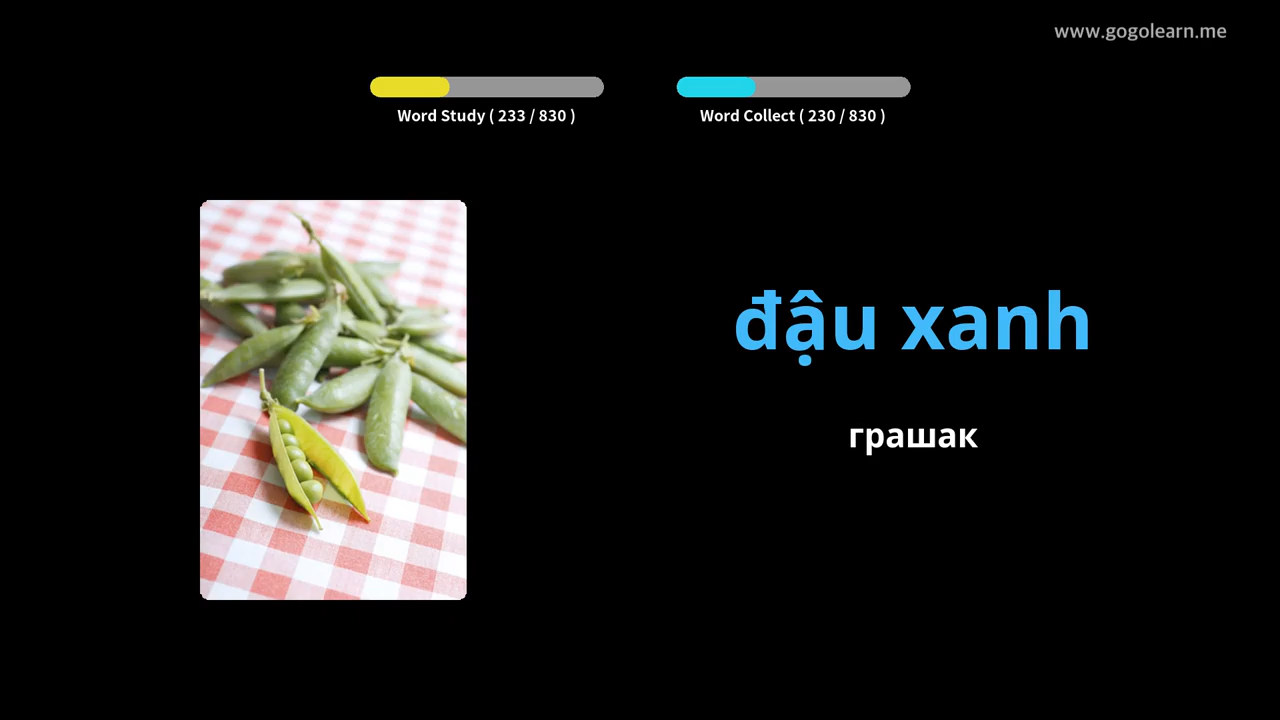 www.gogolearn.me
Word Study ( 233 / 830 )
Word Collect ( 230 / 830 )
đậu xanh
грашак